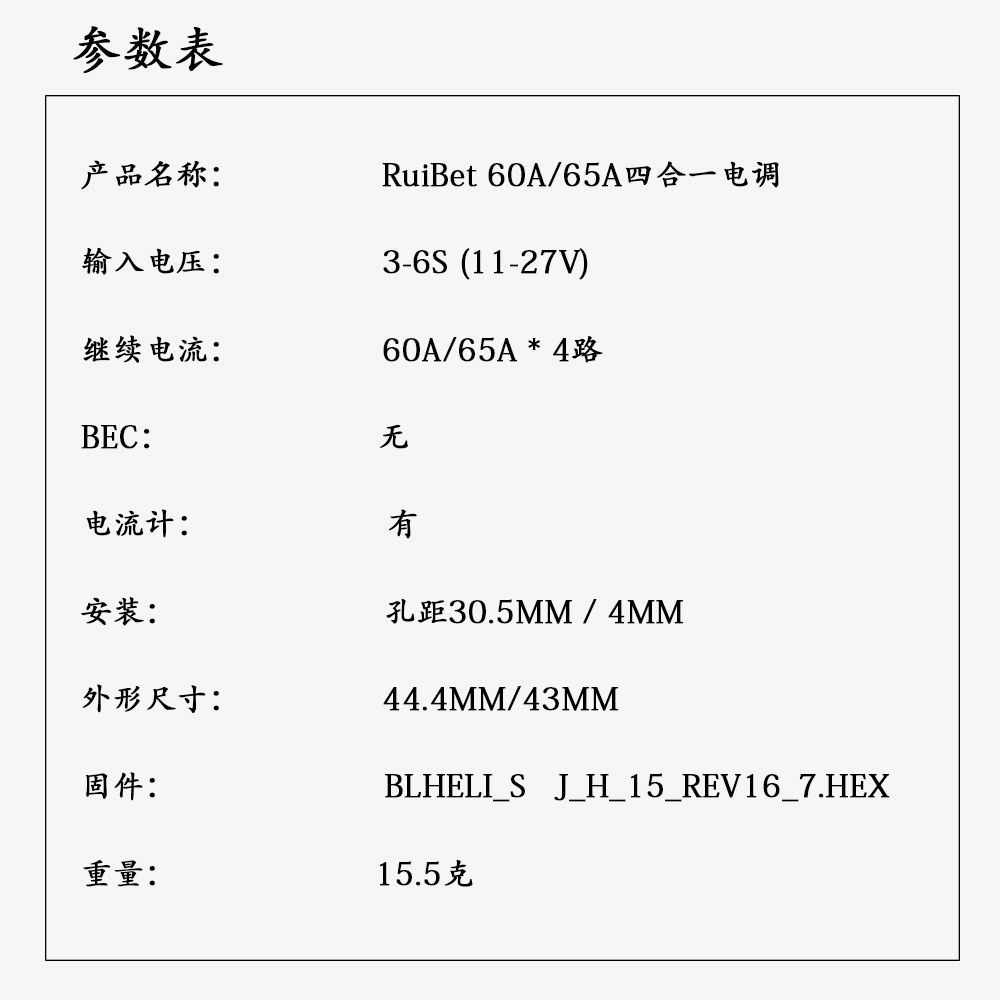 参数表
产品名称： RuiBet 60A/65A四合一电调
输入电压： 3-6S (11-27V)
继续电流： 60A/65A * 4路
BEC： 无
电流计： 有
安装： 孔距30.5MM / 4MM
外形尺寸： 44.4MM/43MM
固件： BLHELI_S J_H_15_REV16_7.HEX
重量： 15.5克